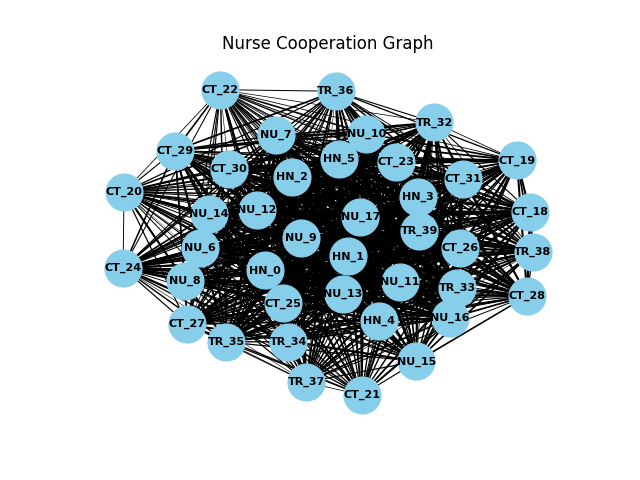 Nurse Cooperation Graph
CT_22
TR_36
TR_32
NU_7
NU_10
CT_29
HN_5
CT_23
CT_19
CT_30
HN_2
CT_31
CT_20
HN_3
NU_14
NU_12
NU_17
CT_18
TR_39
NU_9
NU_6
CT_26
TR_38
HN_1
CT_24
HN_0
NU_8
NU_11
TR_33
NU_13
CT_28
CT_25
CT_27
HN_4
NU_16
TR_35
TR_34
NU_15
TR_37
CT_21